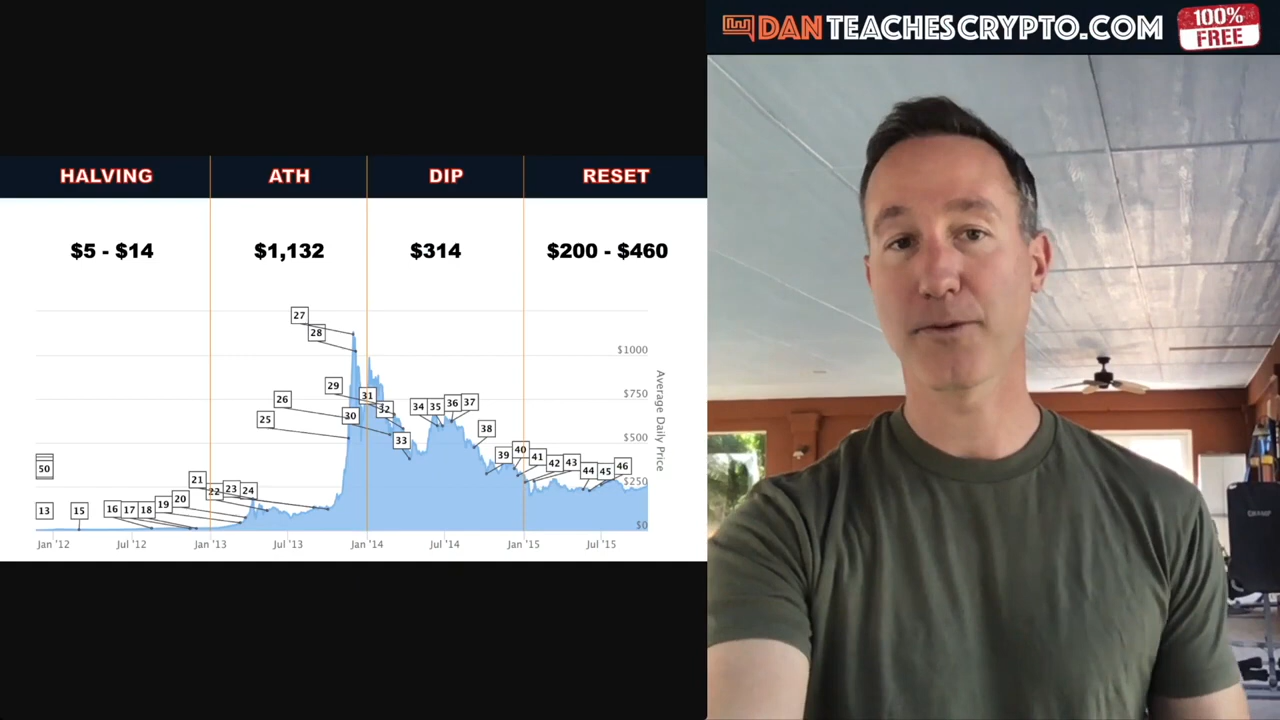 DANTEACHESCRYPTO.COM
100%
FREE
HALVING
ATH
DIP
RESET
$5 - $14
$1,132
$314
$200 - $460
27
28
$1000
29
26
31
$750
25
30
32
34
35
36
37
33
38
$500
39
40
41
42
43
44
45
46
50
21
22
23
24
20
19
$250
13
15
16
17
18
$0
Average Daily Price
Jan '12
Jul '12
Jan '13
Jul '13
Jan '14
Jul '14
Jan '15
Jul '15
CHAMP